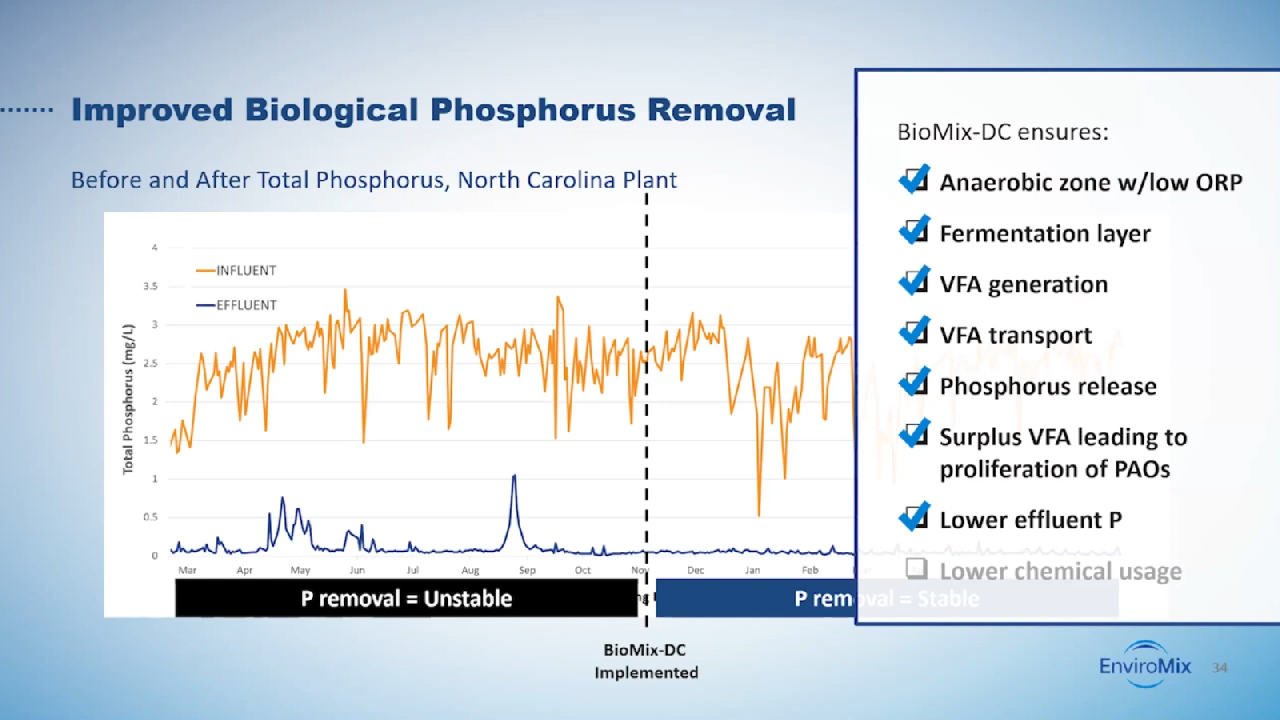 Improved Biological Phosphorus Removal
Before and After Total Phosphorus, North Carolina Plant
4
3.5
3
2.5
2
1.5
1
0.5
0
Total Phosphorus (mg/L)
INFLUENT
EFFLUENT
Mar Apr May Jun Jul Aug Sep Oct Nov Dec Jan Feb
P removal = Unstable
P removal = Stable
BioMix-DC
Implemented
BioMix-DC ensures:
Anaerobic zone w/low ORP
Fermentation layer
VFA generation
VFA transport
Phosphorus release
Surplus VFA leading to
proliferation of PAOs
Lower effluent P
Lower chemical usage
EnviroMix
34